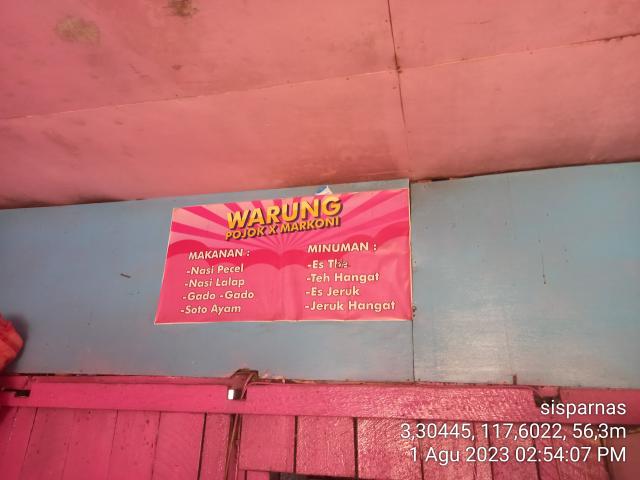 WARUNG
POJOK X MARKONI
MAKANAN :
-Nasi Pecel
-Nasi Lalap
-Gado -Gado
-Soto Ayam
MINUMAN :
-Es
-Teh Hangat
-Es Jeruk
-Jeruk Hangat
sisparnas
3,30445, 117,6022, 56,3m
1 Agu 2023 02:54:07 PM